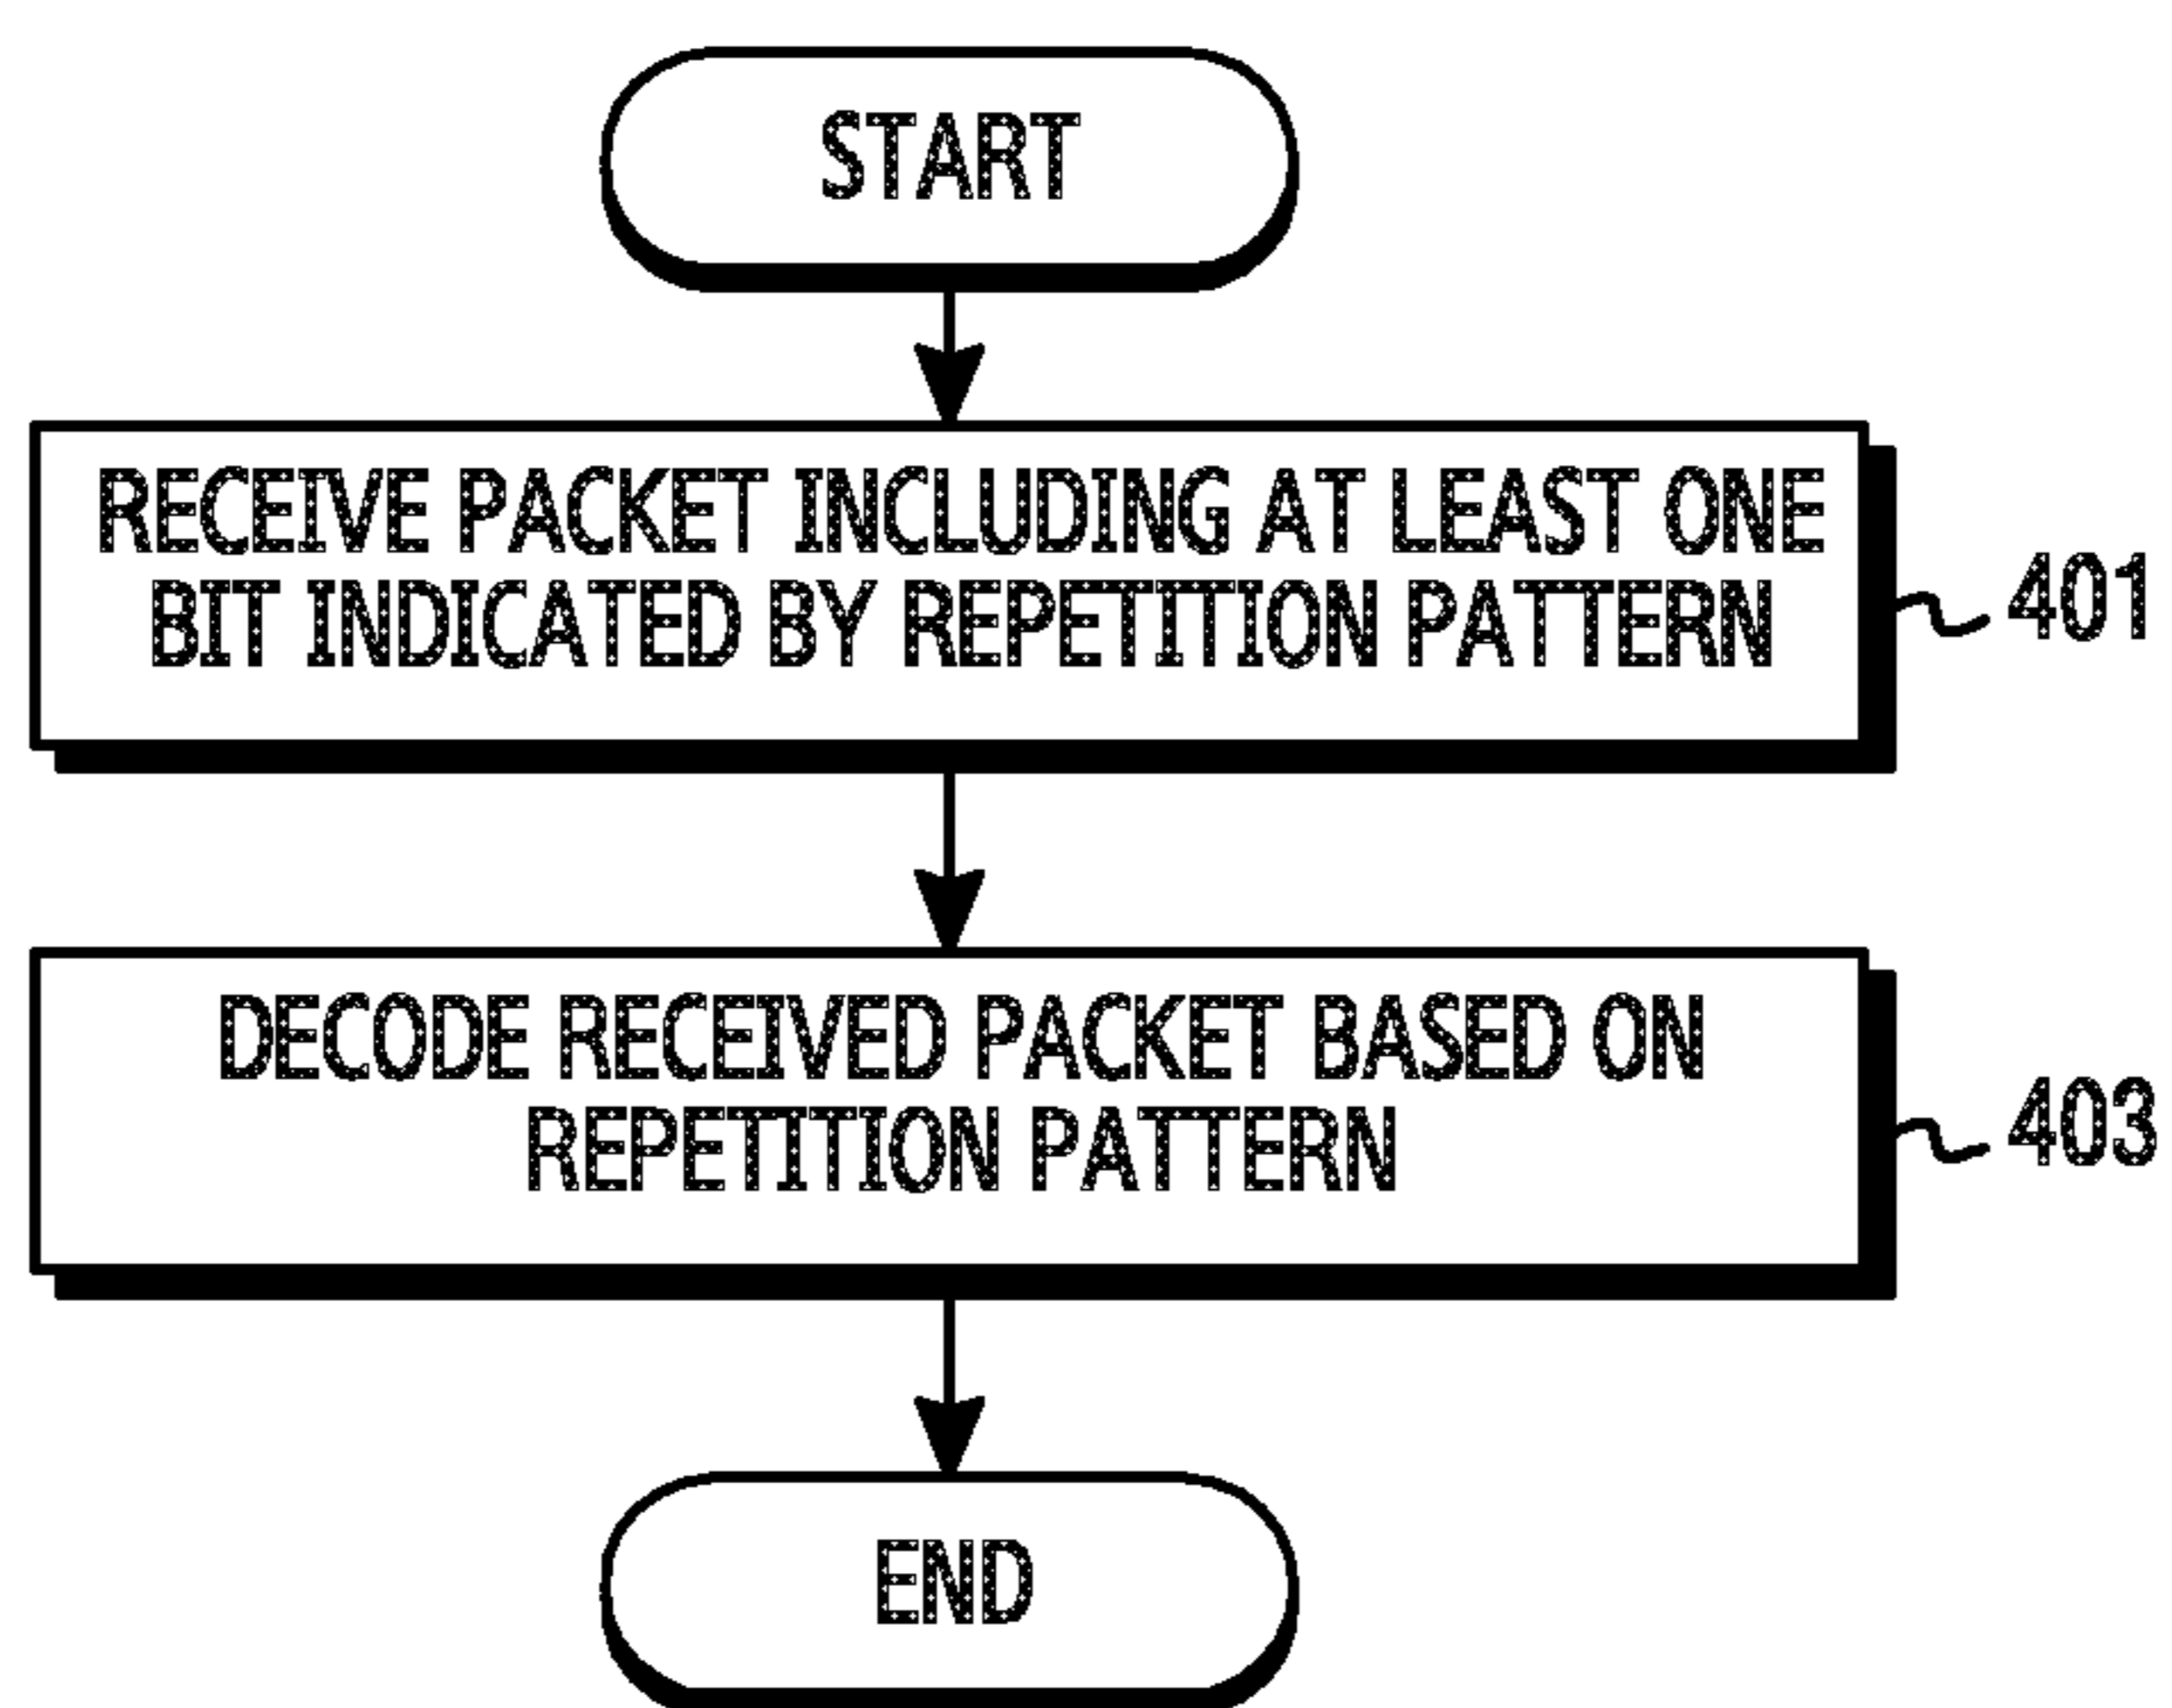 START
RECEIVE PACKET INCLUDING AT LEAST ONE
BIT INDICATED BY REPETITION PATTERN
401
DECODE RECEIVED PACKET BASED ON
REPETITION PATTERN
403
END